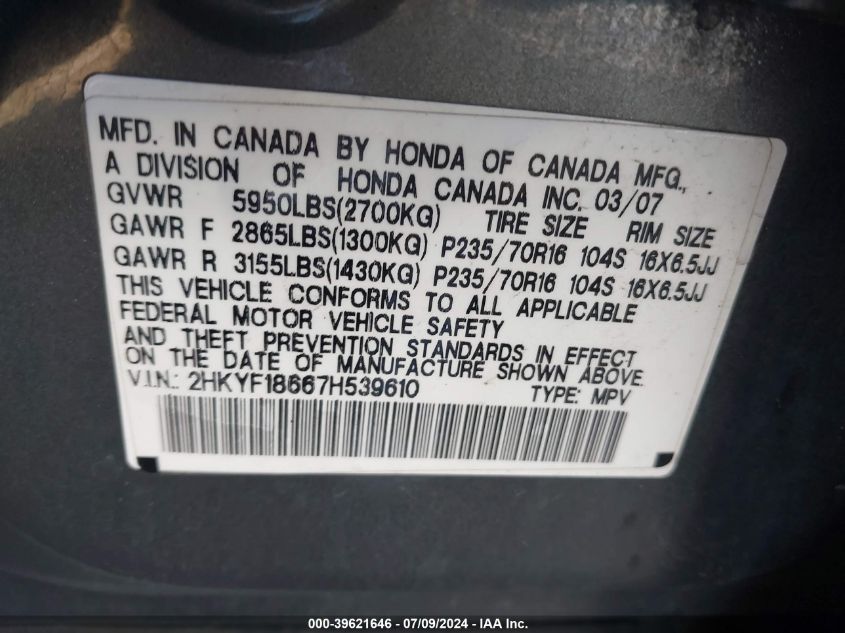 MFD. IN CANADA BY HONDA OF CANADA MFG.,
A DIVISION OF HONDA CANADA INC. 03/07
GVWR 5950LBS(2700KG) TIRE SIZE RIM SIZE
GAWR F 2865LBS(1300KG) P235/70R16 104S 16X6.5JJ
GAWR R 3155LBS(1430KG) P235/70R16 104S 16X6.5JJ
THIS VEHICLE CONFORMS TO ALL APPLICABLE
FEDERAL MOTOR VEHICLE SAFETY
AND THEFT PREVENTION STANDARDS IN EFFECT
ON THE DATE OF MANUFACTURE SHOWN ABOVE.
V.I.N.: 2HKYF18667H539610 TYPE: MPV
000-39621646 - 07/09/2024 - IAA Inc.